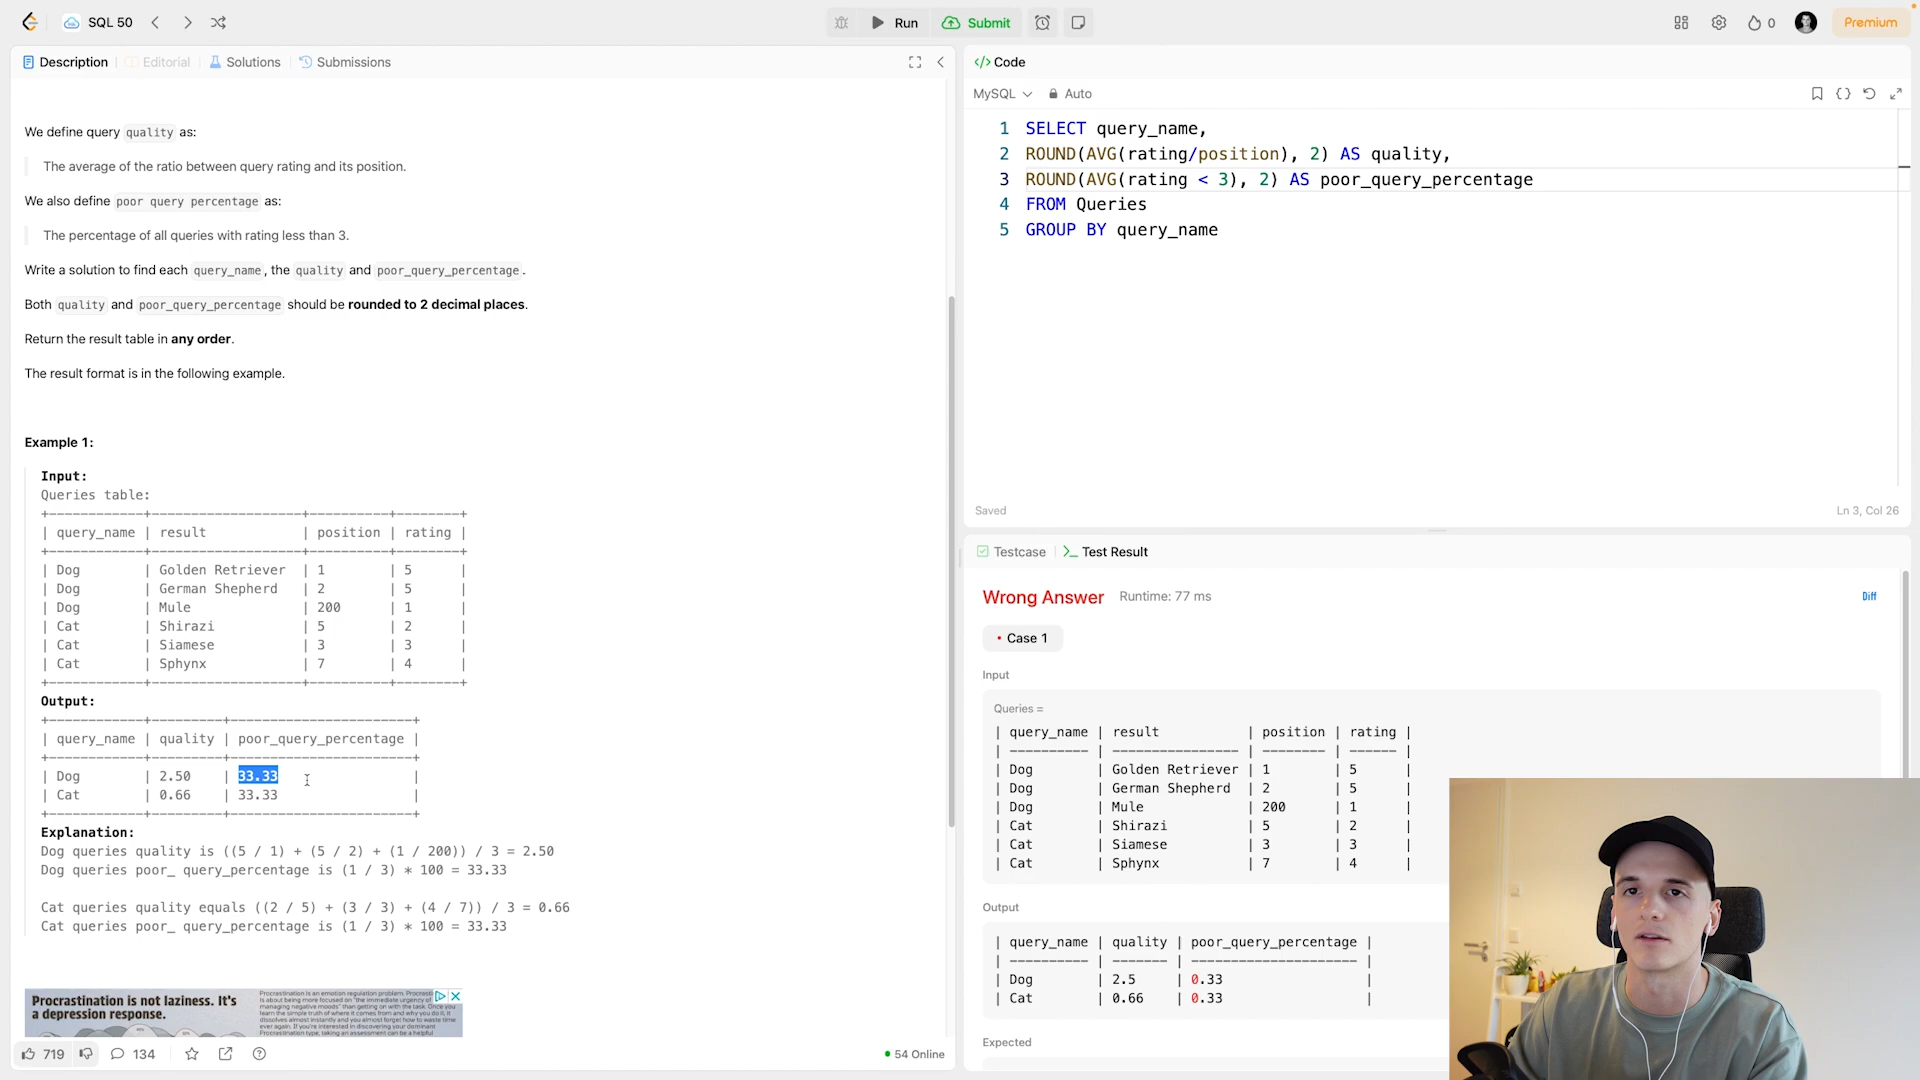 SQL 50
Run
Submit
0
Premium
Description
Editorial
Solutions
Submissions
We define query quality as:
The average of the ratio between query rating and its position.
We also define poor query percentage as:
The percentage of all queries with rating less than 3.
Write a solution to find each query_name, the quality and poor_query_percentage.
Both quality and poor_query_percentage should be rounded to 2 decimal places.
Return the result table in any order.
The result format is in the following example.
Example 1:
Input:
Queries table:
+------------+-------------------+----------+--------+
| query_name | result            | position | rating |
+------------+-------------------+----------+--------+
| Dog        | Golden Retriever  | 1        | 5      |
| Dog        | German Shepherd   | 2        | 5      |
| Dog        | Mule              | 200      | 1      |
| Cat        | Shirazi           | 5        | 2      |
| Cat        | Siamese           | 3        | 3      |
| Cat        | Sphynx            | 7        | 4      |
+------------+-------------------+----------+--------+
Output:
+------------+---------+-----------------------+
| query_name | quality | poor_query_percentage |
+------------+---------+-----------------------+
| Dog        | 2.50    | 33.33                 |
| Cat        | 0.66    | 33.33                 |
+------------+---------+-----------------------+
Explanation:
Dog queries quality is ((5 / 1) + (5 / 2) + (1 / 200)) / 3 = 2.50
Dog queries poor_ query_percentage is (1 / 3) * 100 = 33.33
Cat queries quality equals ((2 / 5) + (3 / 3) + (4 / 7)) / 3 = 0.66
Cat queries poor_ query_percentage is (1 / 3) * 100 = 33.33
Procrastination is not laziness. It's
a depression response.
719
134
54 Online
</> Code
MySQL
Auto
1 SELECT query_name,
2 ROUND(AVG(rating/position), 2) AS quality,
3 ROUND(AVG(rating < 3), 2) AS poor_query_percentage
4 FROM Queries
5 GROUP BY query_name
Saved
Ln 3, Col 26
Testcase
Test Result
Wrong Answer
Runtime: 77 ms
Diff
• Case 1
Input
Queries =
| query_name | result           | position | rating |
| ---------- | ---------------- | -------- | ------ |
| Dog        | Golden Retriever | 1        | 5      |
| Dog        | German Shepherd  | 2        | 5      |
| Dog        | Mule             | 200      | 1      |
| Cat        | Shirazi          | 5        | 2      |
| Cat        | Siamese          | 3        | 3      |
| Cat        | Sphynx           | 7        | 4      |
Output
| query_name | quality | poor_query_percentage |
| ---------- | ------- | --------------------- |
| Dog        | 2.5     | 0.33                  |
| Cat        | 0.66    | 0.33                  |
Expected